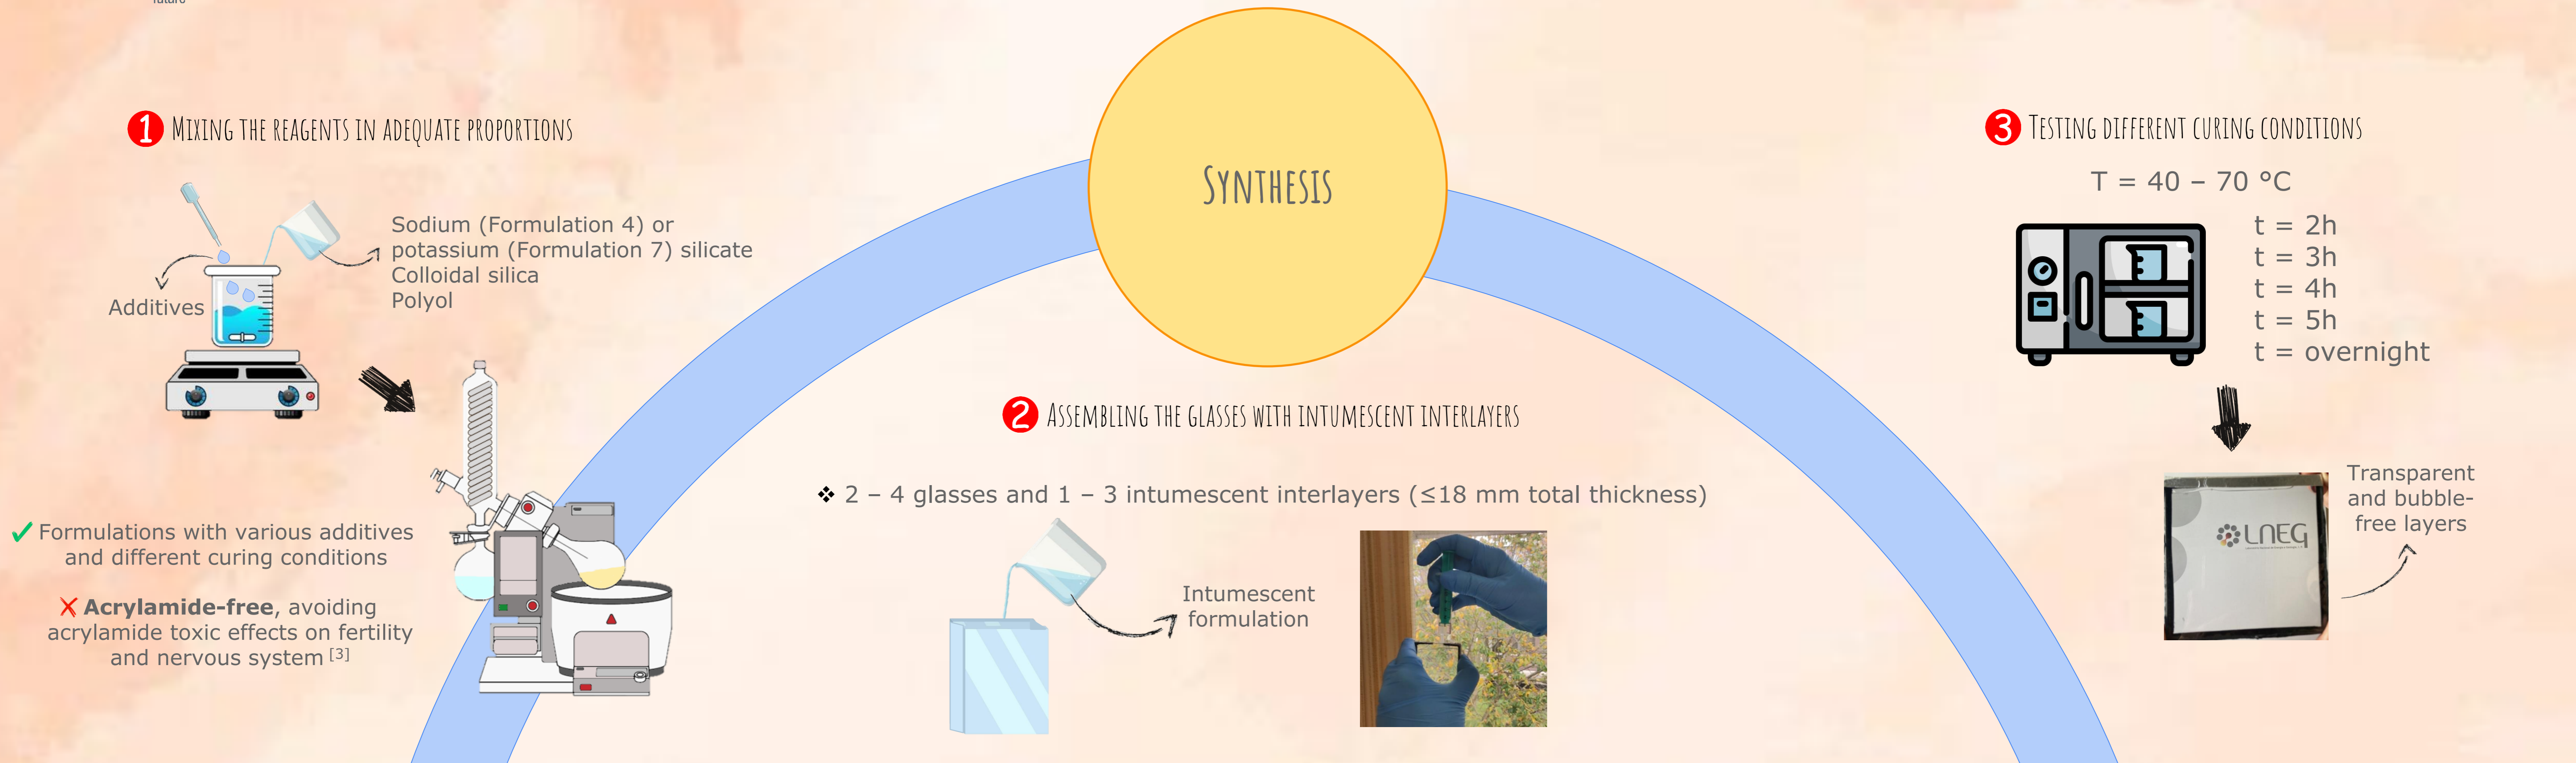 future
1 Mixing the reagents in adequate proportions
Additives
Sodium (Formulation 4) or
potassium (Formulation 7) silicate
Colloidal silica
Polyol
✓ Formulations with various additives
and different curing conditions
✗ Acrylamide-free, avoiding
acrylamide toxic effects on fertility
and nervous system [3]
Synthesis
2 Assembling the glasses with intumescent interlayers
❖ 2 – 4 glasses and 1 – 3 intumescent interlayers (≤18 mm total thickness)
Intumescent
formulation
3 Testing different curing conditions
T = 40 – 70 °C
t = 2h
t = 3h
t = 4h
t = 5h
t = overnight
Transparent
and bubble-
free layers
LNEG